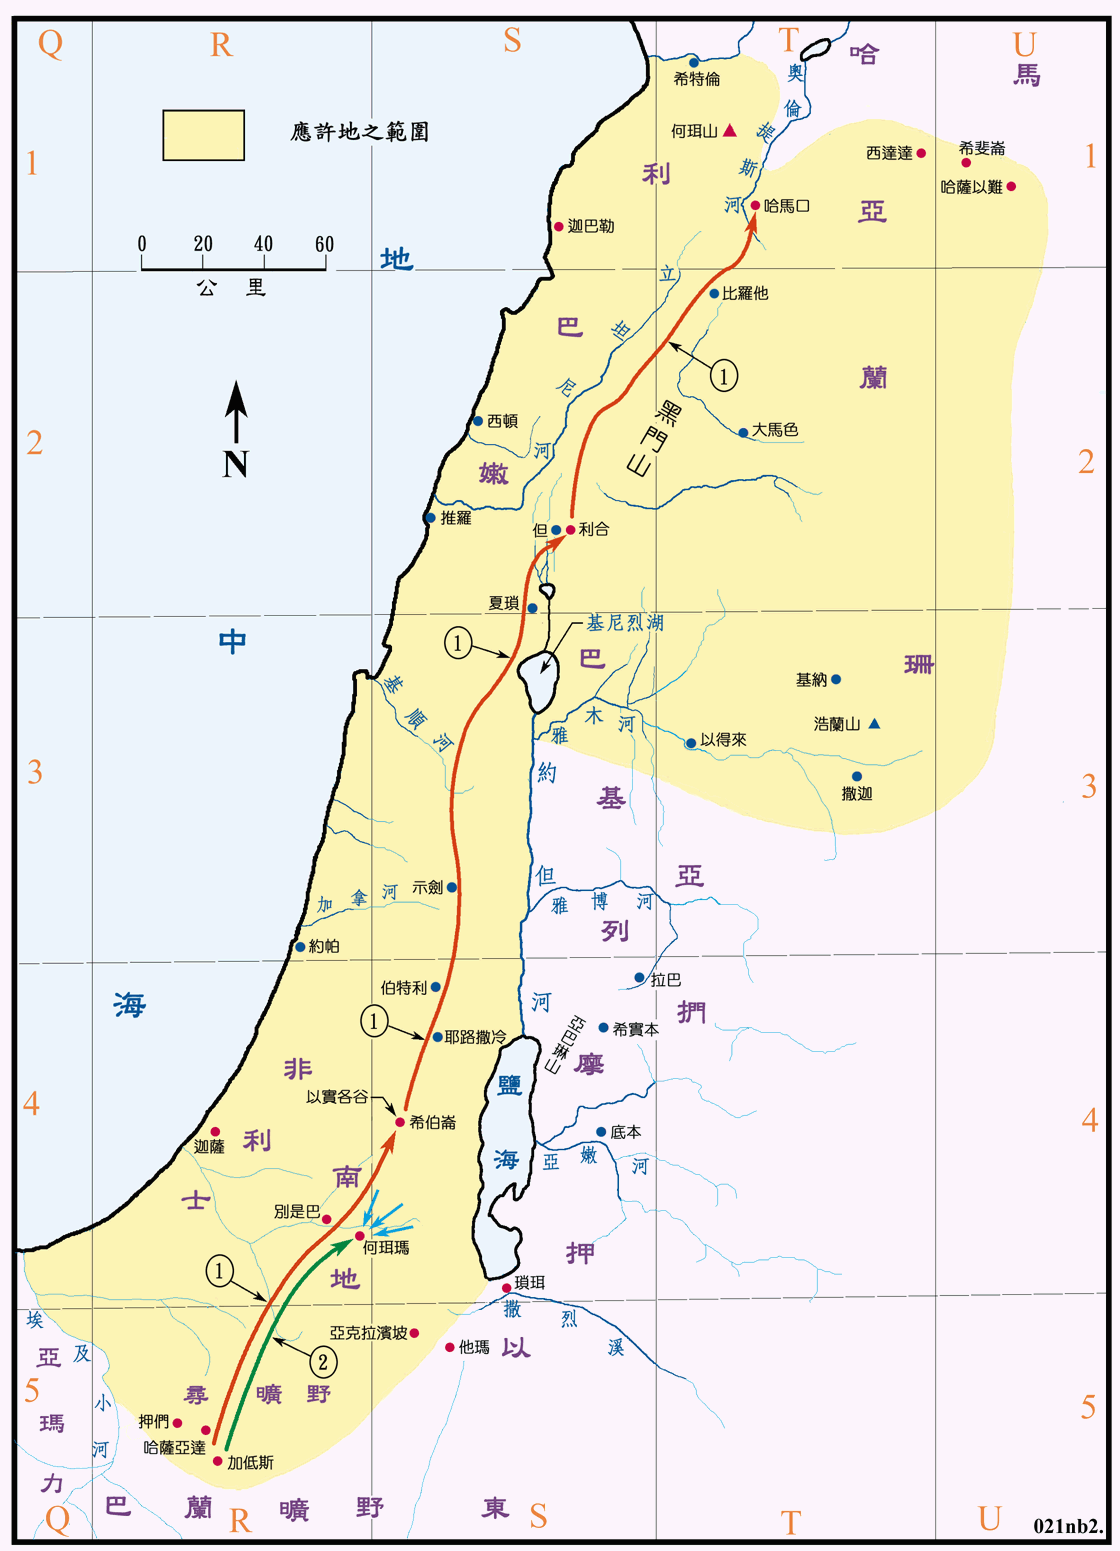 Q
R
S
T
U
哈
馬
希特倫
奧倫提斯河
應許地之範圍
何珥山
1
1
西達達
希斐崙
哈薩以難
利
亞
哈馬口
迦巴勒
0 20 40 60
公里
地
立坦尼河
比羅他
巴
1
蘭
黑門山
西頓
大馬色
2
2
N
嫩
推羅
但
利合
夏瑣
基尼烈湖
中
1
巴
珊
基納
基順河
雅木河
浩蘭山
以得來
3
3
約但河
撒迦
基
示劍
亞
加拿河
雅博河
列
約帕
拉巴
伯特利
海
1
耶路撒冷
亞巴琳山
希實本
捫
摩
非
鹽海
以實各谷
希伯崙
4
4
迦薩
利
底本
亞嫩河
南
士
別是巴
何珥瑪
押
1
地
瑣珥
撒烈溪
埃及小河
亞克拉濱坡
他瑪
以
亞
2
5
5
尋曠野
瑪
押們
哈薩亞達
加低斯
力
巴蘭曠野
東
Q
R
S
T
U
021nb2.